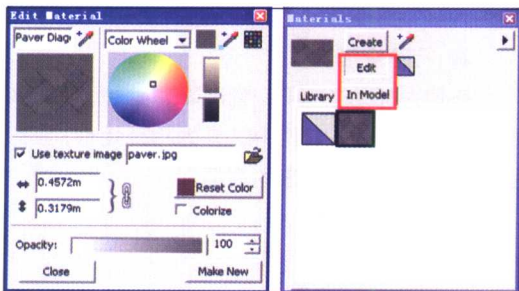 Edit Material
Paver Diagi
Color Wheel
Use texture image paver.jpg
0.4572m
0.3179m
Reset Color
Colorize
Opacity: 100
Close Make New
Materials
Create
Edit
Library In Model